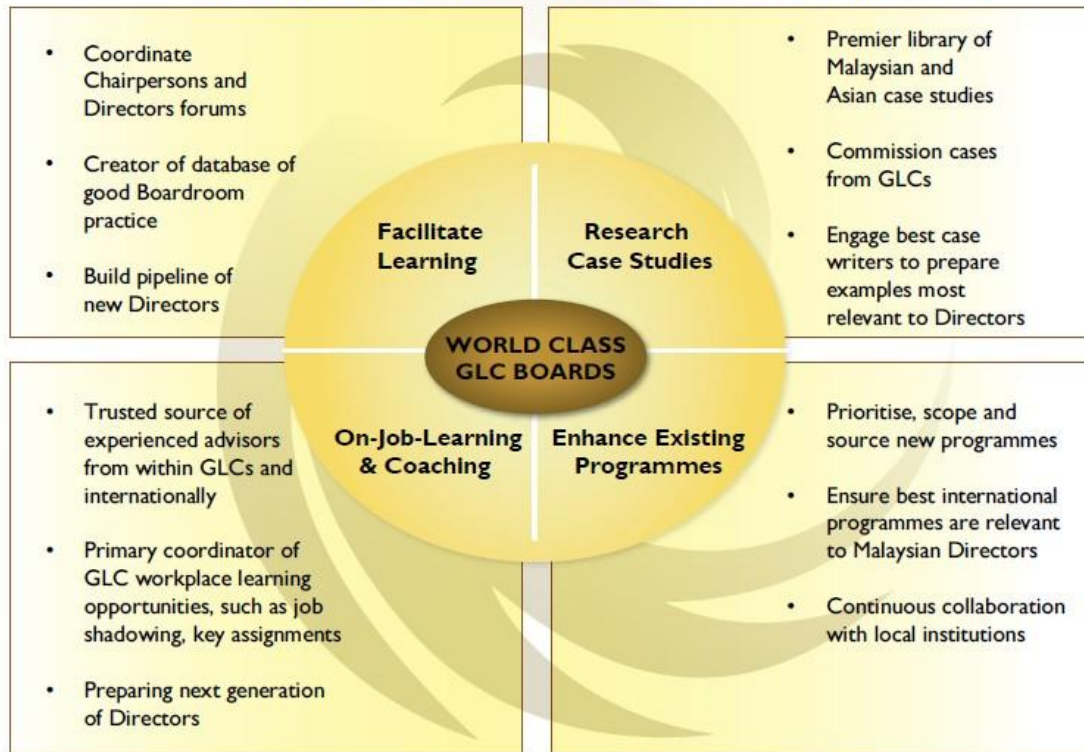 • Coordinate
Chairpersons and
Directors forums
• Creator of database of
good Boardroom
practice
• Build pipeline of
new Directors
• Premier library of
Malaysian and
Asian case studies
• Commission cases
from GLCs
• Engage best case
writers to prepare
examples most
relevant to Directors
Facilitate
Learning
Research
Case Studies
WORLD CLASS
GLC BOARDS
On-Job-Learning
& Coaching
Enhance Existing
Programmes
• Trusted source of
experienced advisors
from within GLCs and
internationally
• Primary coordinator of
GLC workplace learning
opportunities, such as job
shadowing, key assignments
• Preparing next generation
of Directors
• Prioritise, scope and
source new programmes
• Ensure best international
programmes are relevant
to Malaysian Directors
• Continuous collaboration
with local institutions